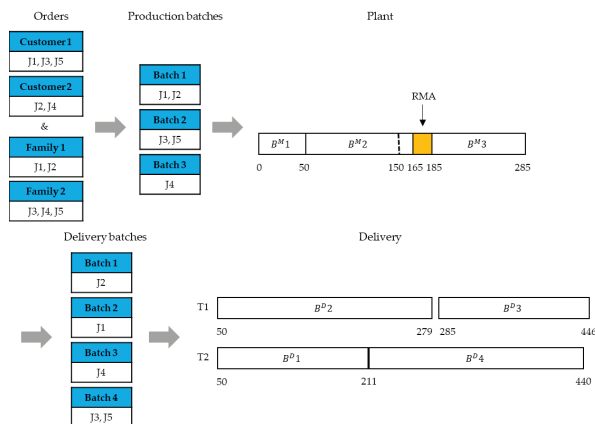 Orders
Production batches
Plant
Customer 1
J1, J3, J5
Customer 2
J2, J4
&
Family 1
J1, J2
Family 2
J3, J4, J5
Batch 1
J1, J2
Batch 2
J3, J5
Batch 3
J4
RMA
B^M1 B^M2 B^M3
0 50 150 165 185 285
Delivery batches
Delivery
Batch 1
J2
Batch 2
J1
Batch 3
J4
Batch 4
J3, J5
T1 B^D2 B^D3
50 279 285 446
T2 B^D1 B^D4
50 211 440